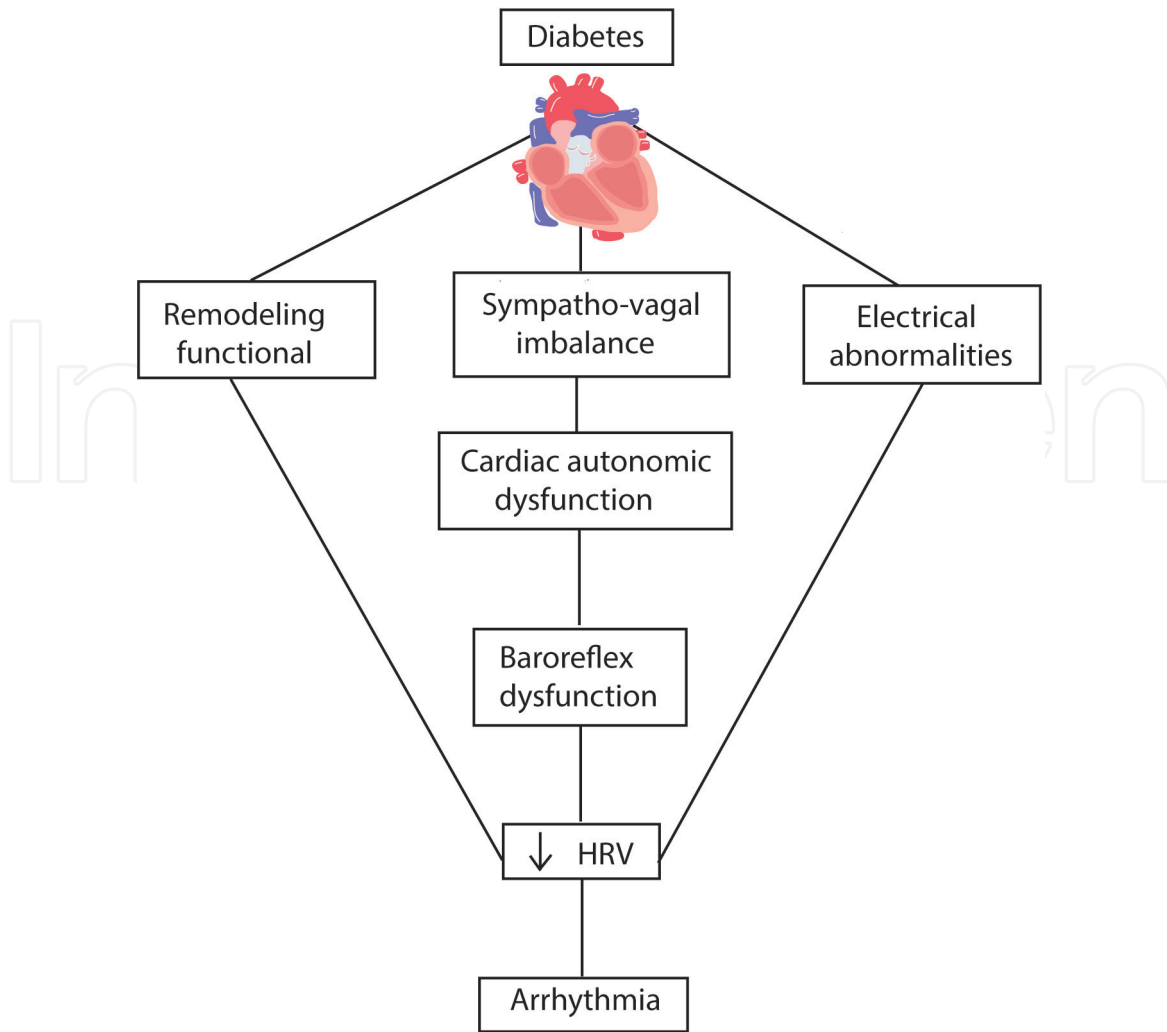 Diabetes
Remodeling
functional
Sympatho-vagal
imbalance
Electrical
abnormalities
Cardiac autonomic
dysfunction
Baroreflex
dysfunction
↓ HRV
Arrhythmia